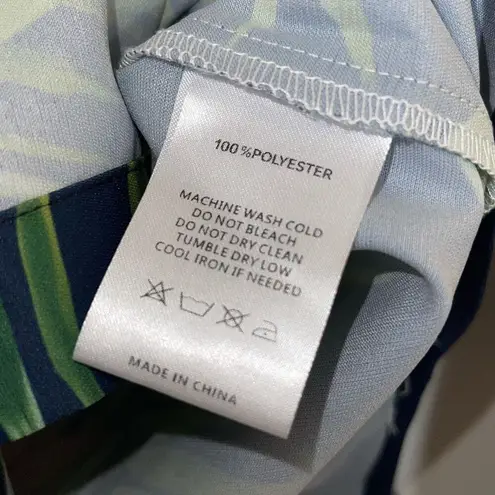 100%POLYESTER
MACHINE WASH COLD
DO NOT BLEACH
DO NOT DRY CLEAN
TUMBLE DRY LOW
COOL IRON IF NEEDED
MADE IN CHINA